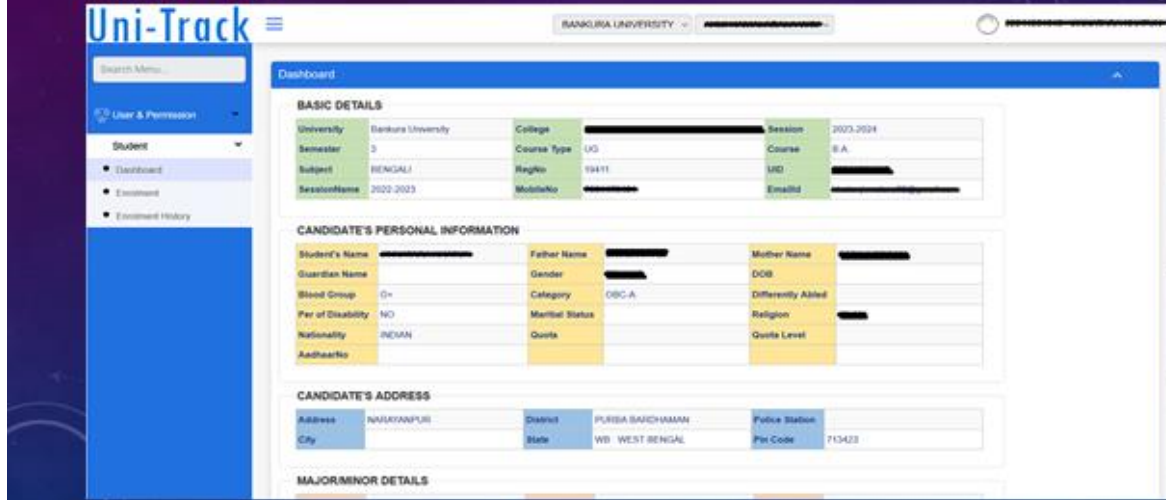 Uni-Track
BANKURA UNIVERSITY
Search Menu...
Dashboard
User & Permission
Student
Dashboard
Enrolment
Enrolment History
BASIC DETAILS
University Bankura University College Session 2023-2024
Semester 3 Course Type UG Course B.A.
Subject BENGALI RegNo 19411 UID
SessionName 2022-2023 MobileNo EmailId
CANDIDATE'S PERSONAL INFORMATION
Student's Name Father Name Mother Name
Guardian Name Gender DOB
Blood Group O+ Category OBC-A Differently Abled
Per of Disability NO Maritial Status Religion
Nationality INDIAN Quota Quota Level
AadhaarNo
CANDIDATE'S ADDRESS
Address NARAYANPUR District PURBA BARDHAMAN Police Station
City State WB WEST BENGAL Pin Code 713423
MAJOR/MINOR DETAILS